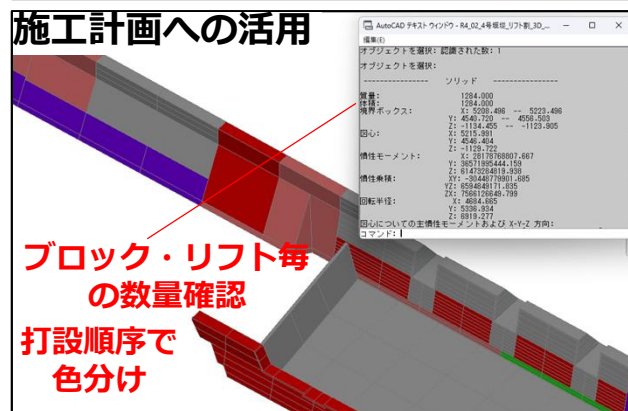 施工計画への活用
AutoCAD テキスト ウィンドウ - R4_02_4号堰堤_リフト割_3D_...
編集(E)
オブジェクトを選択: 認識された数: 1
オブジェクトを選択:
---------------- ソリッド ----------------
質量: 1284.000
体積: 1284.000
境界ボックス: X: 5208.496 -- 5223.496
Y: 4540.720 -- 4556.503
Z: -1134.455 -- -1123.905
図心: X: 5215.991
Y: 4546.404
Z: -1129.722
慣性モーメント: X: 28178768807.667
Y: 36571995444.159
Z: 61473284819.938
慣性乗積: XY: -30448779901.685
YZ: 6594849171.835
ZX: 7566126649.799
回転半径: X: 4684.665
Y: 5336.934
Z: 6919.277
図心についての主慣性モーメントおよび X-Y-Z 方向:
コマンド:
ブロック・リフト毎
の数量確認
打設順序で
色分け